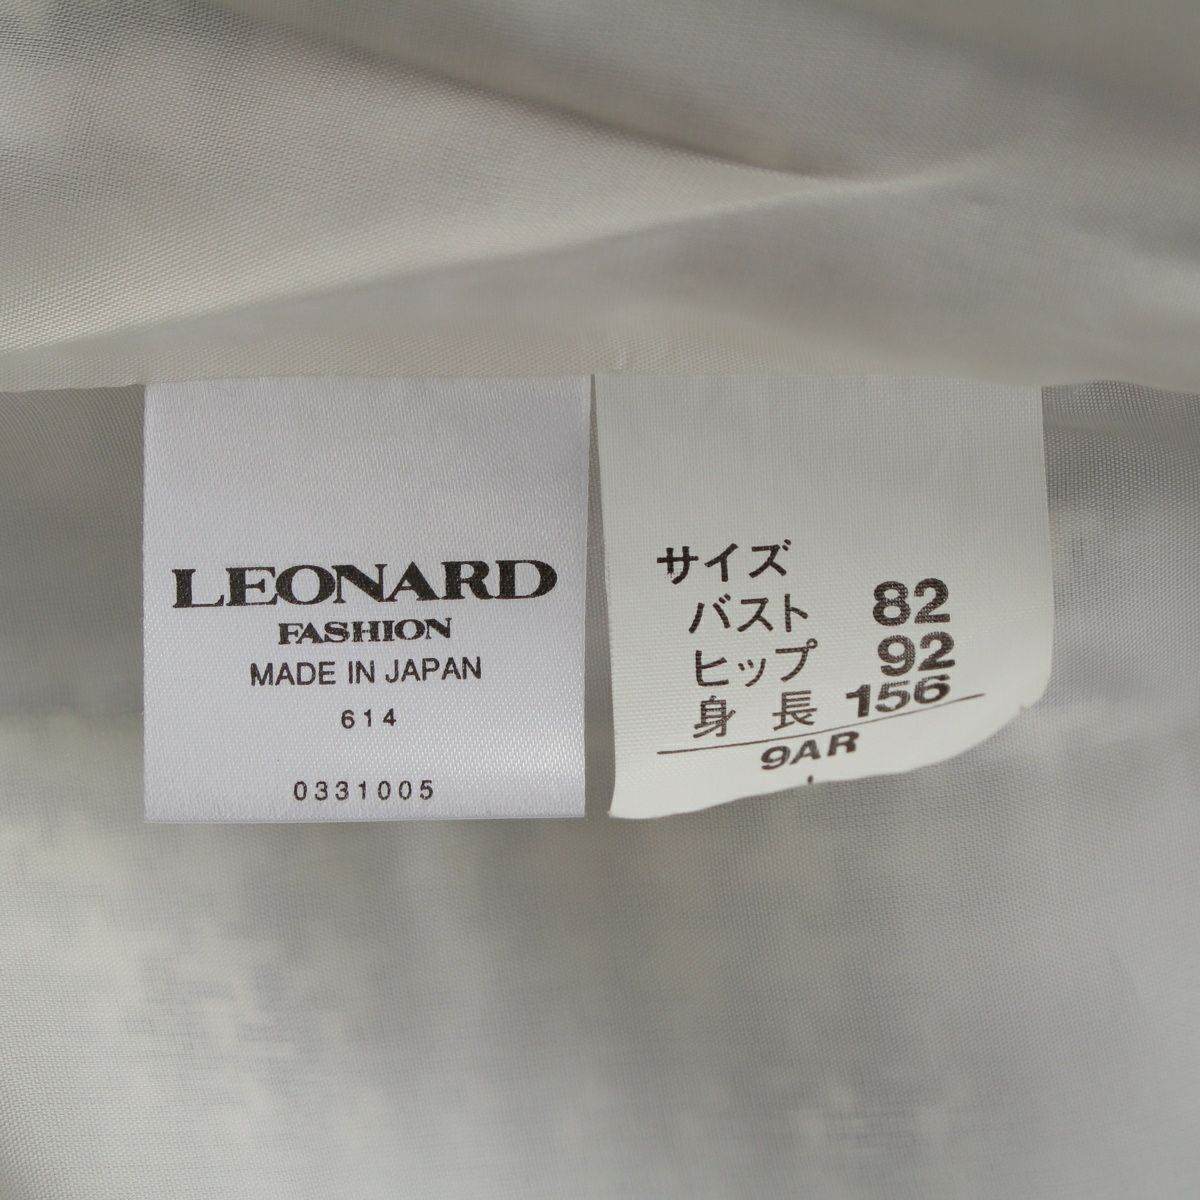 LEONARD
FASHION
MADE IN JAPAN
614
0331005
サイズ
バスト 82
ヒップ 92
身 長 156
9AR